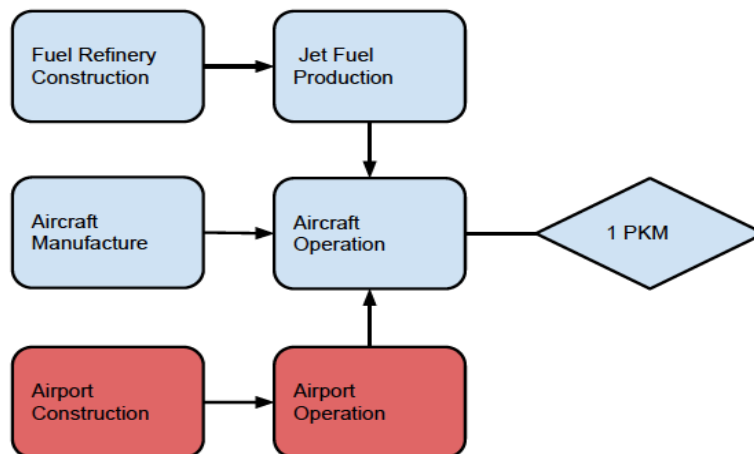 Fuel Refinery
Construction
Jet Fuel
Production
Aircraft
Manufacture
Aircraft
Operation
1 PKM
Airport
Construction
Airport
Operation